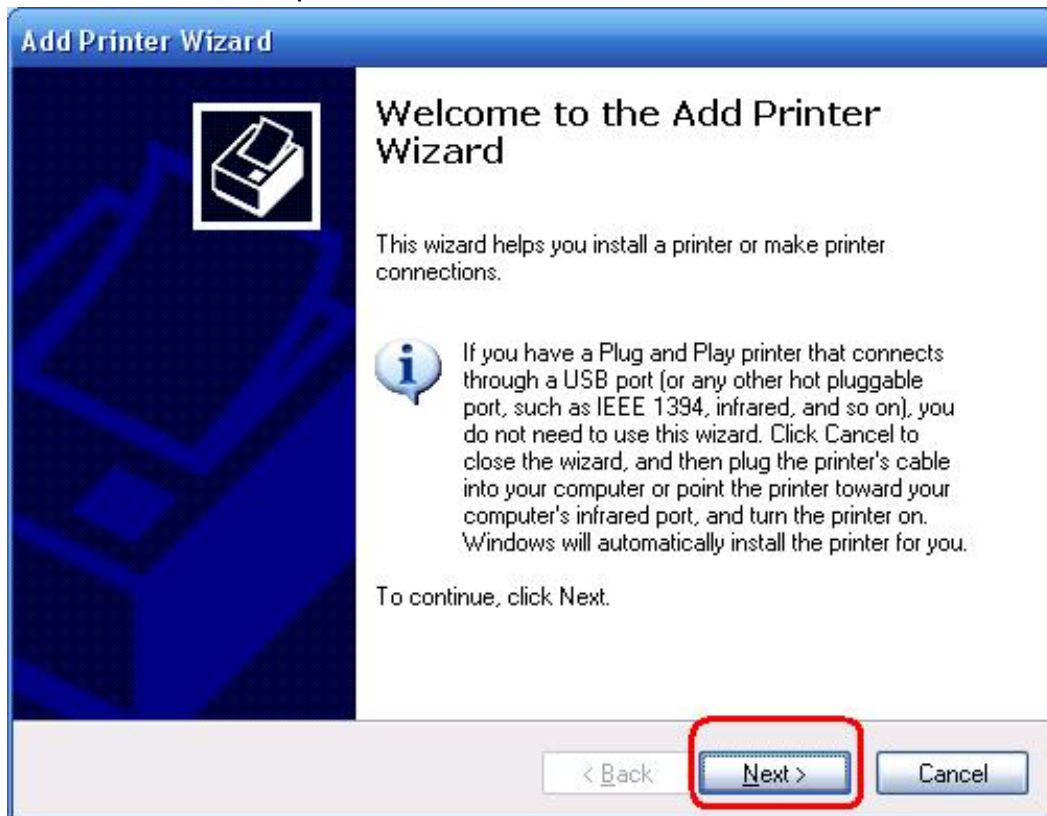 Add Printer Wizard
Welcome to the Add Printer
Wizard
This wizard helps you install a printer or make printer
connections.
If you have a Plug and Play printer that connects
through a USB port (or any other hot pluggable
port, such as IEEE 1394, infrared, and so on), you
do not need to use this wizard. Click Cancel to
close the wizard, and then plug the printer's cable
into your computer or point the printer toward your
computer's infrared port, and turn the printer on.
Windows will automatically install the printer for you.
To continue, click Next.
< Back Next > Cancel